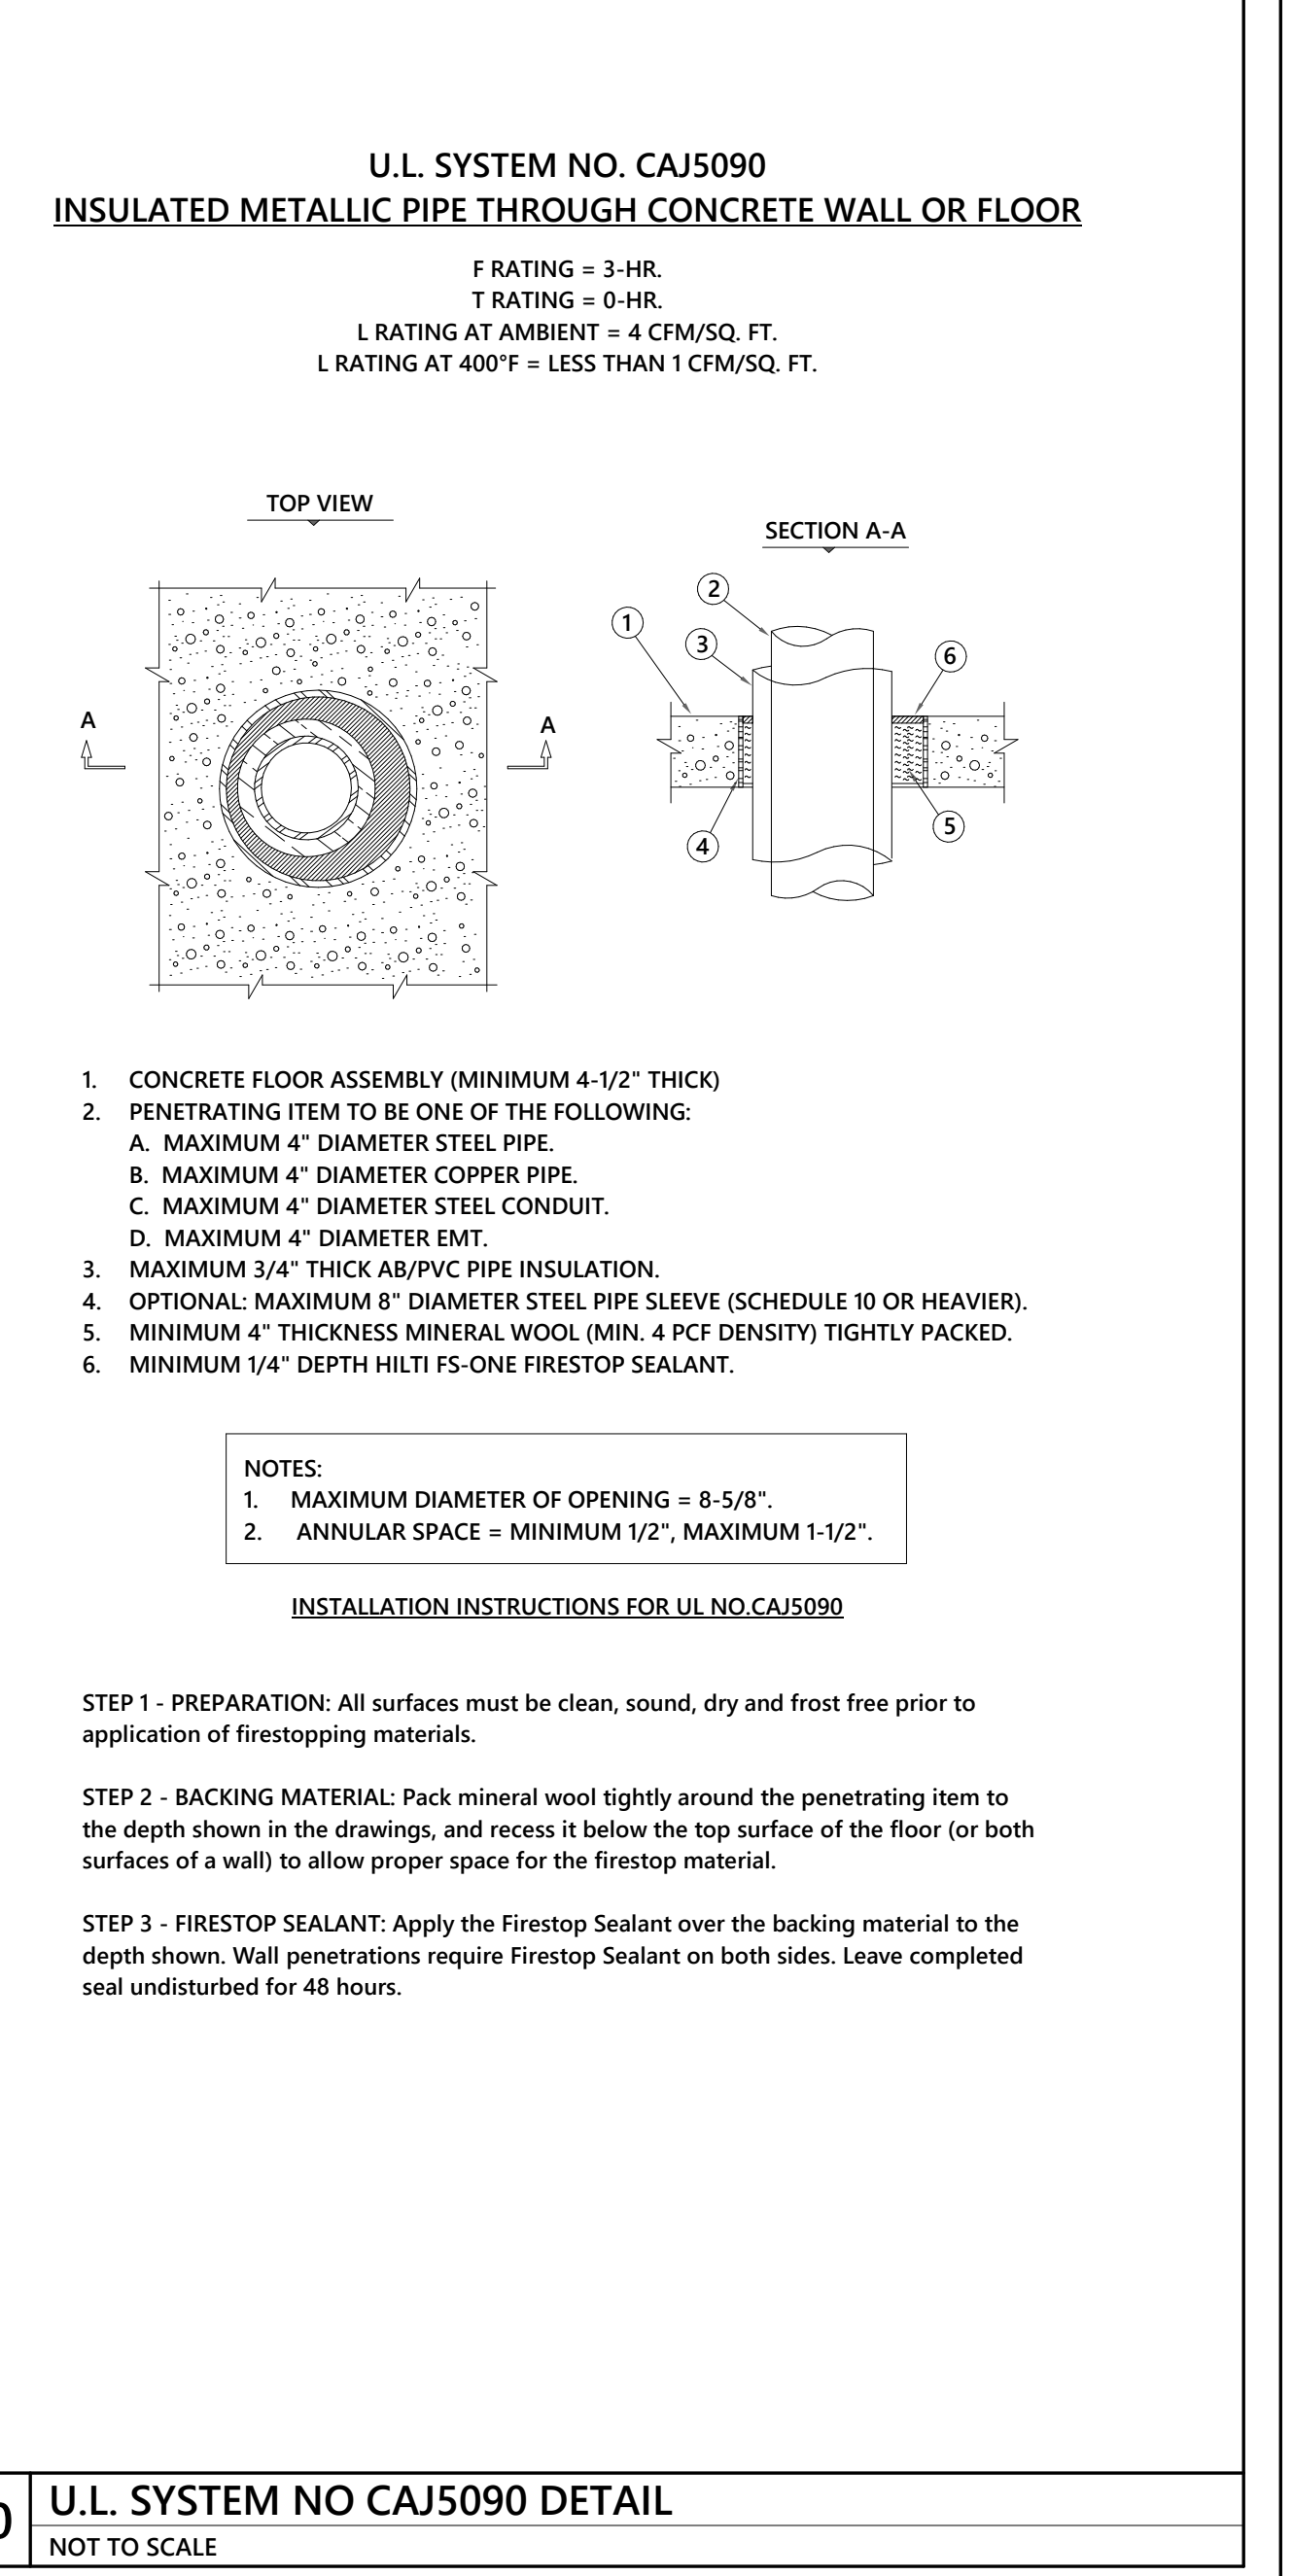 U.L. SYSTEM NO. CAJ5090
INSULATED METALLIC PIPE THROUGH CONCRETE WALL OR FLOOR
F RATING = 3-HR.
T RATING = 0-HR.
L RATING AT AMBIENT = 4 CFM/SQ. FT.
L RATING AT 400°F = LESS THAN 1 CFM/SQ. FT.
TOP VIEW
A
A
SECTION A-A
2
1
3
6
4
5
1. CONCRETE FLOOR ASSEMBLY (MINIMUM 4-1/2" THICK)
2. PENETRATING ITEM TO BE ONE OF THE FOLLOWING:
A. MAXIMUM 4" DIAMETER STEEL PIPE.
B. MAXIMUM 4" DIAMETER COPPER PIPE.
C. MAXIMUM 4" DIAMETER STEEL CONDUIT.
D. MAXIMUM 4" DIAMETER EMT.
3. MAXIMUM 3/4" THICK AB/PVC PIPE INSULATION.
4. OPTIONAL: MAXIMUM 8" DIAMETER STEEL PIPE SLEEVE (SCHEDULE 10 OR HEAVIER).
5. MINIMUM 4" THICKNESS MINERAL WOOL (MIN. 4 PCF DENSITY) TIGHTLY PACKED.
6. MINIMUM 1/4" DEPTH HILTI FS-ONE FIRESTOP SEALANT.
NOTES:
1. MAXIMUM DIAMETER OF OPENING = 8-5/8".
2. ANNULAR SPACE = MINIMUM 1/2", MAXIMUM 1-1/2".
INSTALLATION INSTRUCTIONS FOR UL NO.CAJ5090
STEP 1 - PREPARATION: All surfaces must be clean, sound, dry and frost free prior to
application of firestopping materials.
STEP 2 - BACKING MATERIAL: Pack mineral wool tightly around the penetrating item to
the depth shown in the drawings, and recess it below the top surface of the floor (or both
surfaces of a wall) to allow proper space for the firestop material.
STEP 3 - FIRESTOP SEALANT: Apply the Firestop Sealant over the backing material to the
depth shown. Wall penetrations require Firestop Sealant on both sides. Leave completed
seal undisturbed for 48 hours.
U.L. SYSTEM NO CAJ5090 DETAIL
NOT TO SCALE